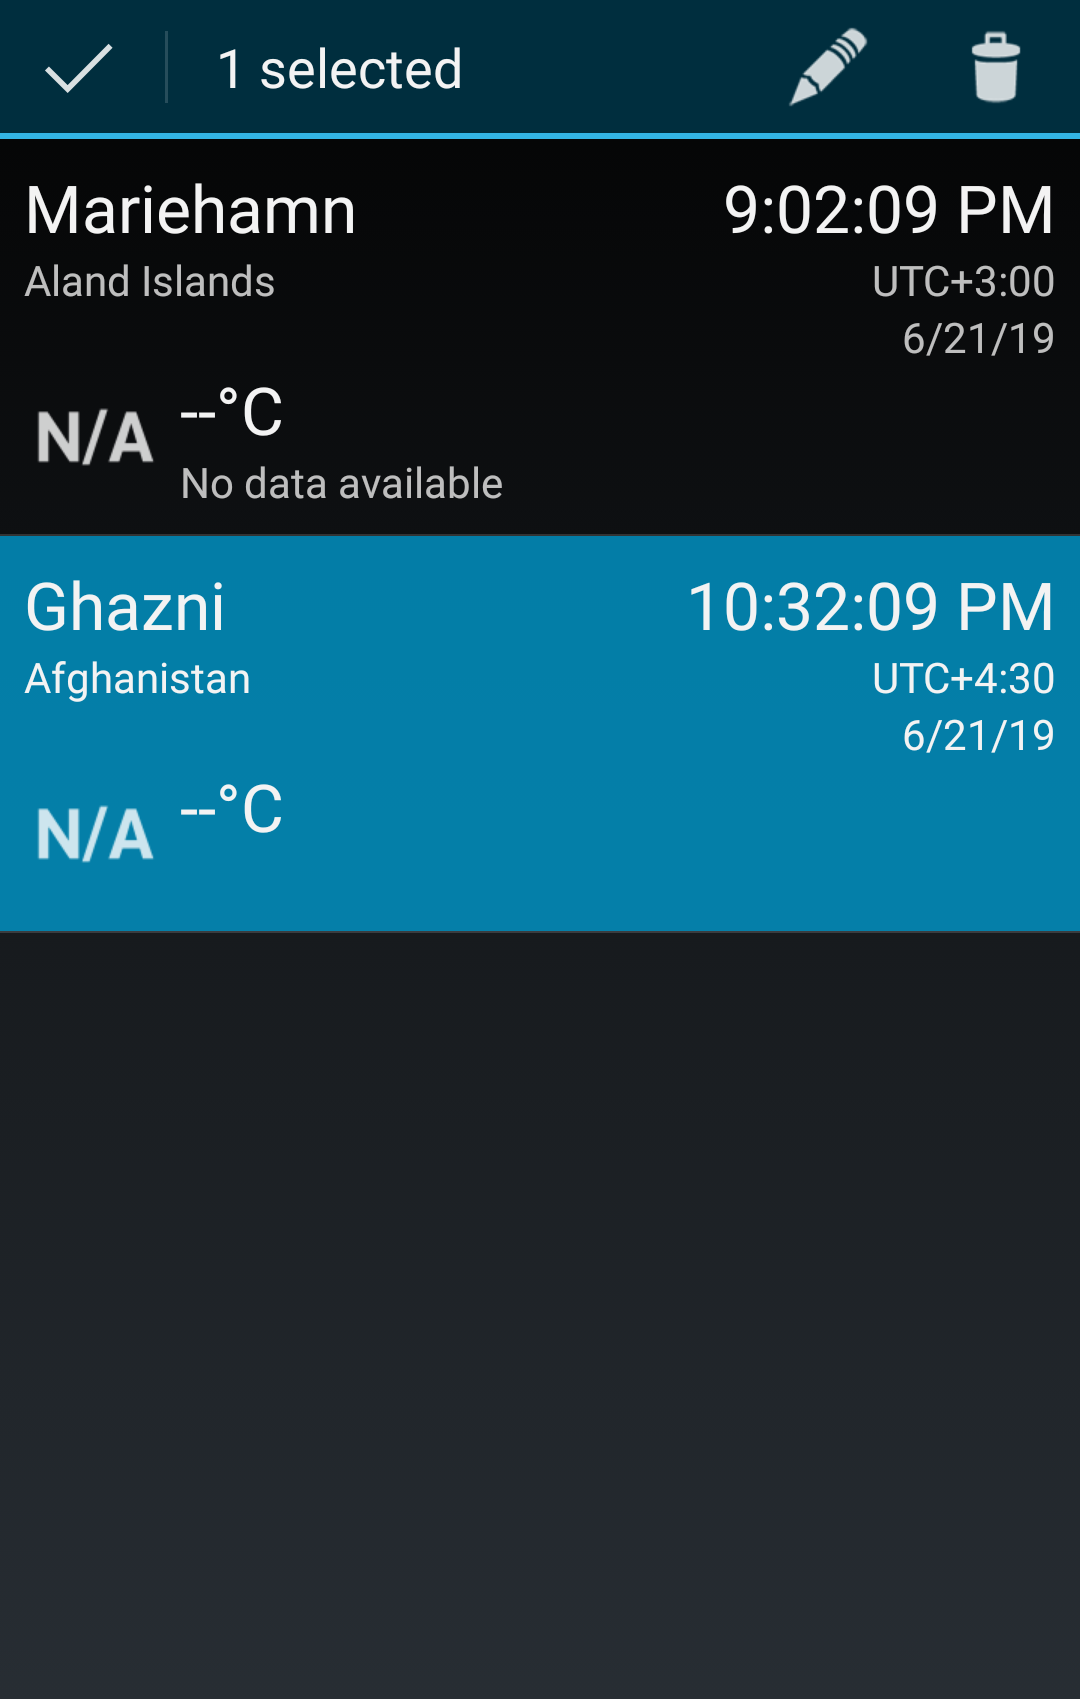 1 selected
Mariehamn 9:02:09 PM
Aland Islands UTC+3:00
6/21/19
N/A --°C
No data available
Ghazni 10:32:09 PM
Afghanistan UTC+4:30
6/21/19
N/A --°C